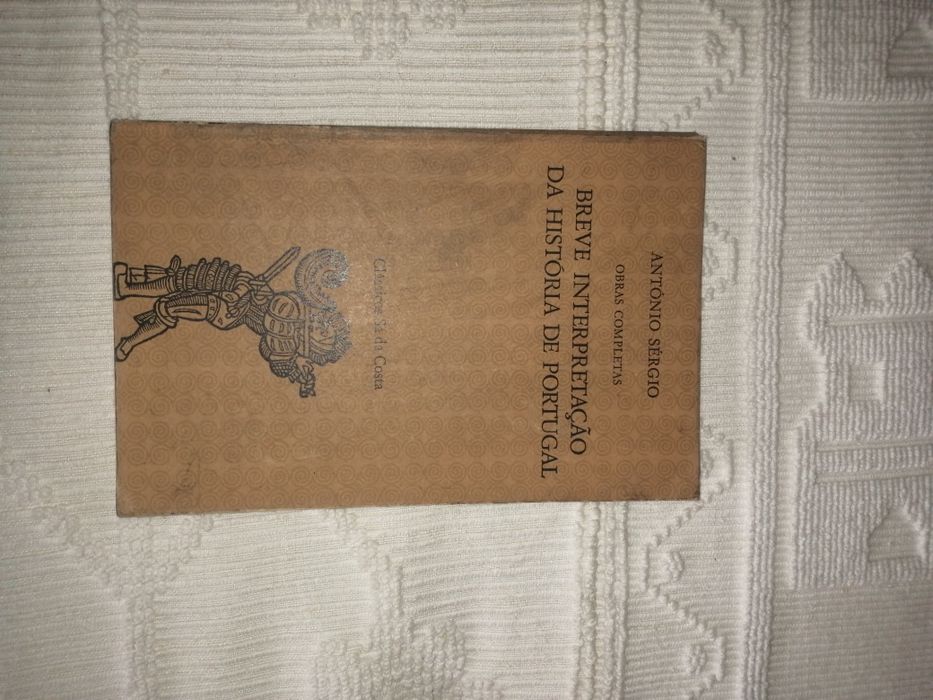 ANTÓNIO SÉRGIO
OBRAS COMPLETAS
BREVE INTERPRETAÇÃO
DA HISTÓRIA DE PORTUGAL
Clássicos Sá da Costa